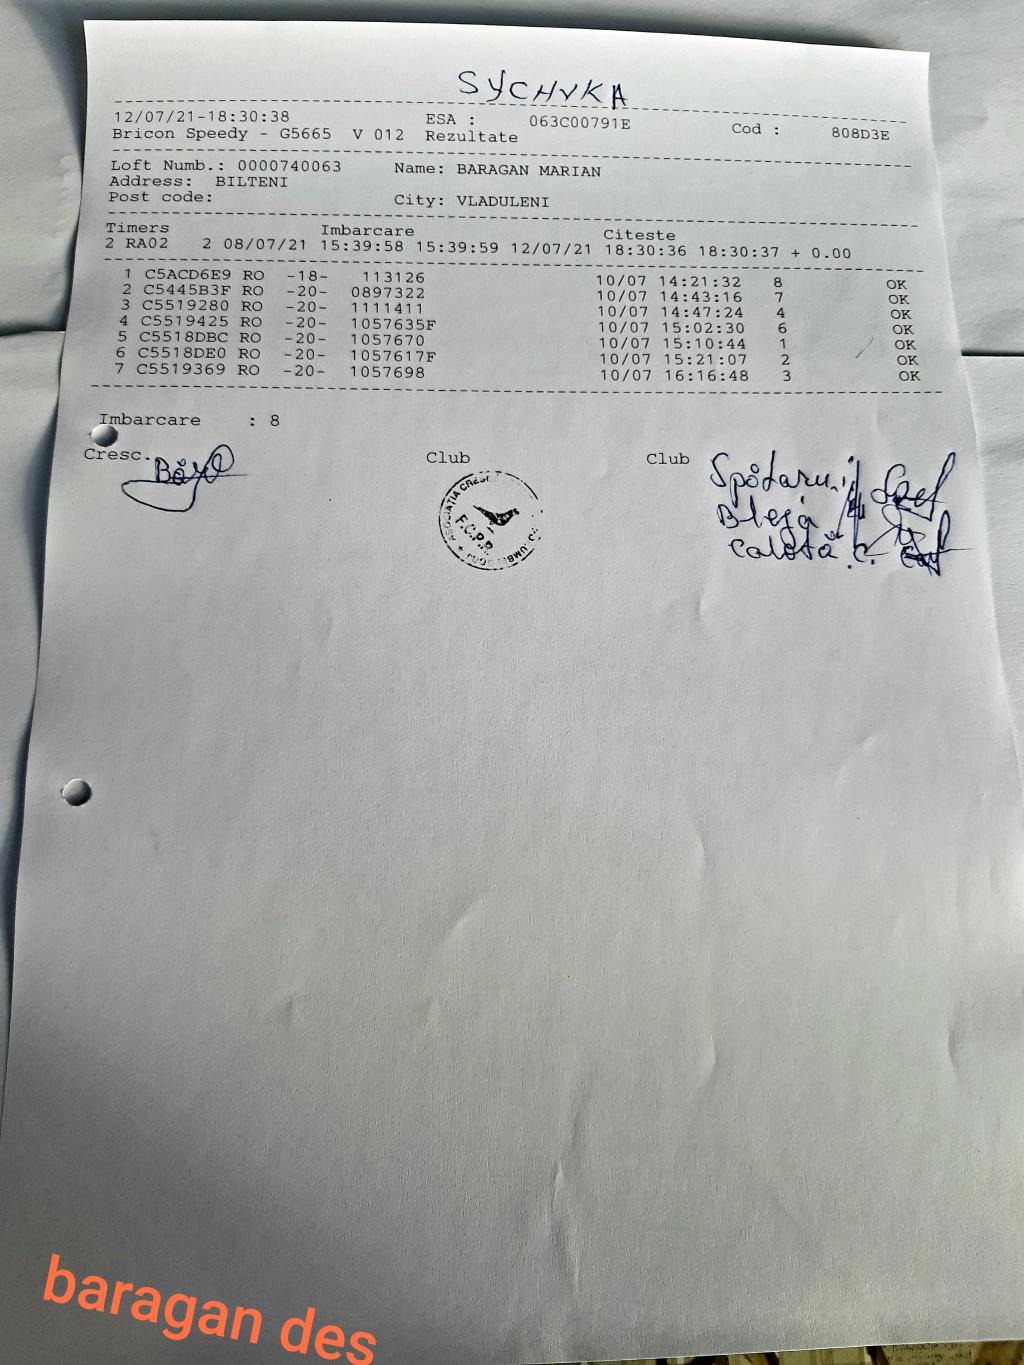 SYCHVKA
12/07/21-18:30:38 ESA : 063C00791E Cod : 808D3E
Bricon Speedy - G5665 V 012 Rezultate
Loft Numb.: 0000740063 Name: BARAGAN MARIAN
Address: BILTENI
Post code: City: VLADULENI
Timers Imbarcare Citeste
2 RA02 2 08/07/21 15:39:58 15:39:59 12/07/21 18:30:36 18:30:37 + 0.00
1 C5ACD6E9 RO -18- 113126 10/07 14:21:32 8 OK
2 C5445B3F RO -20- 0897322 10/07 14:43:16 7 OK
3 C5519280 RO -20- 1111411 10/07 14:47:24 4 OK
4 C5519425 RO -20- 1057635F 10/07 15:02:30 6 OK
5 C5518DBC RO -20- 1057670 10/07 15:10:44 1 OK
6 C5518DE0 RO -20- 1057617F 10/07 15:21:07 2 OK
7 C5519369 RO -20- 1057698 10/07 16:16:48 3 OK
Imbarcare : 8
Cresc. Club Club
ASOCIATIA
F.C.P.R.
baragan des